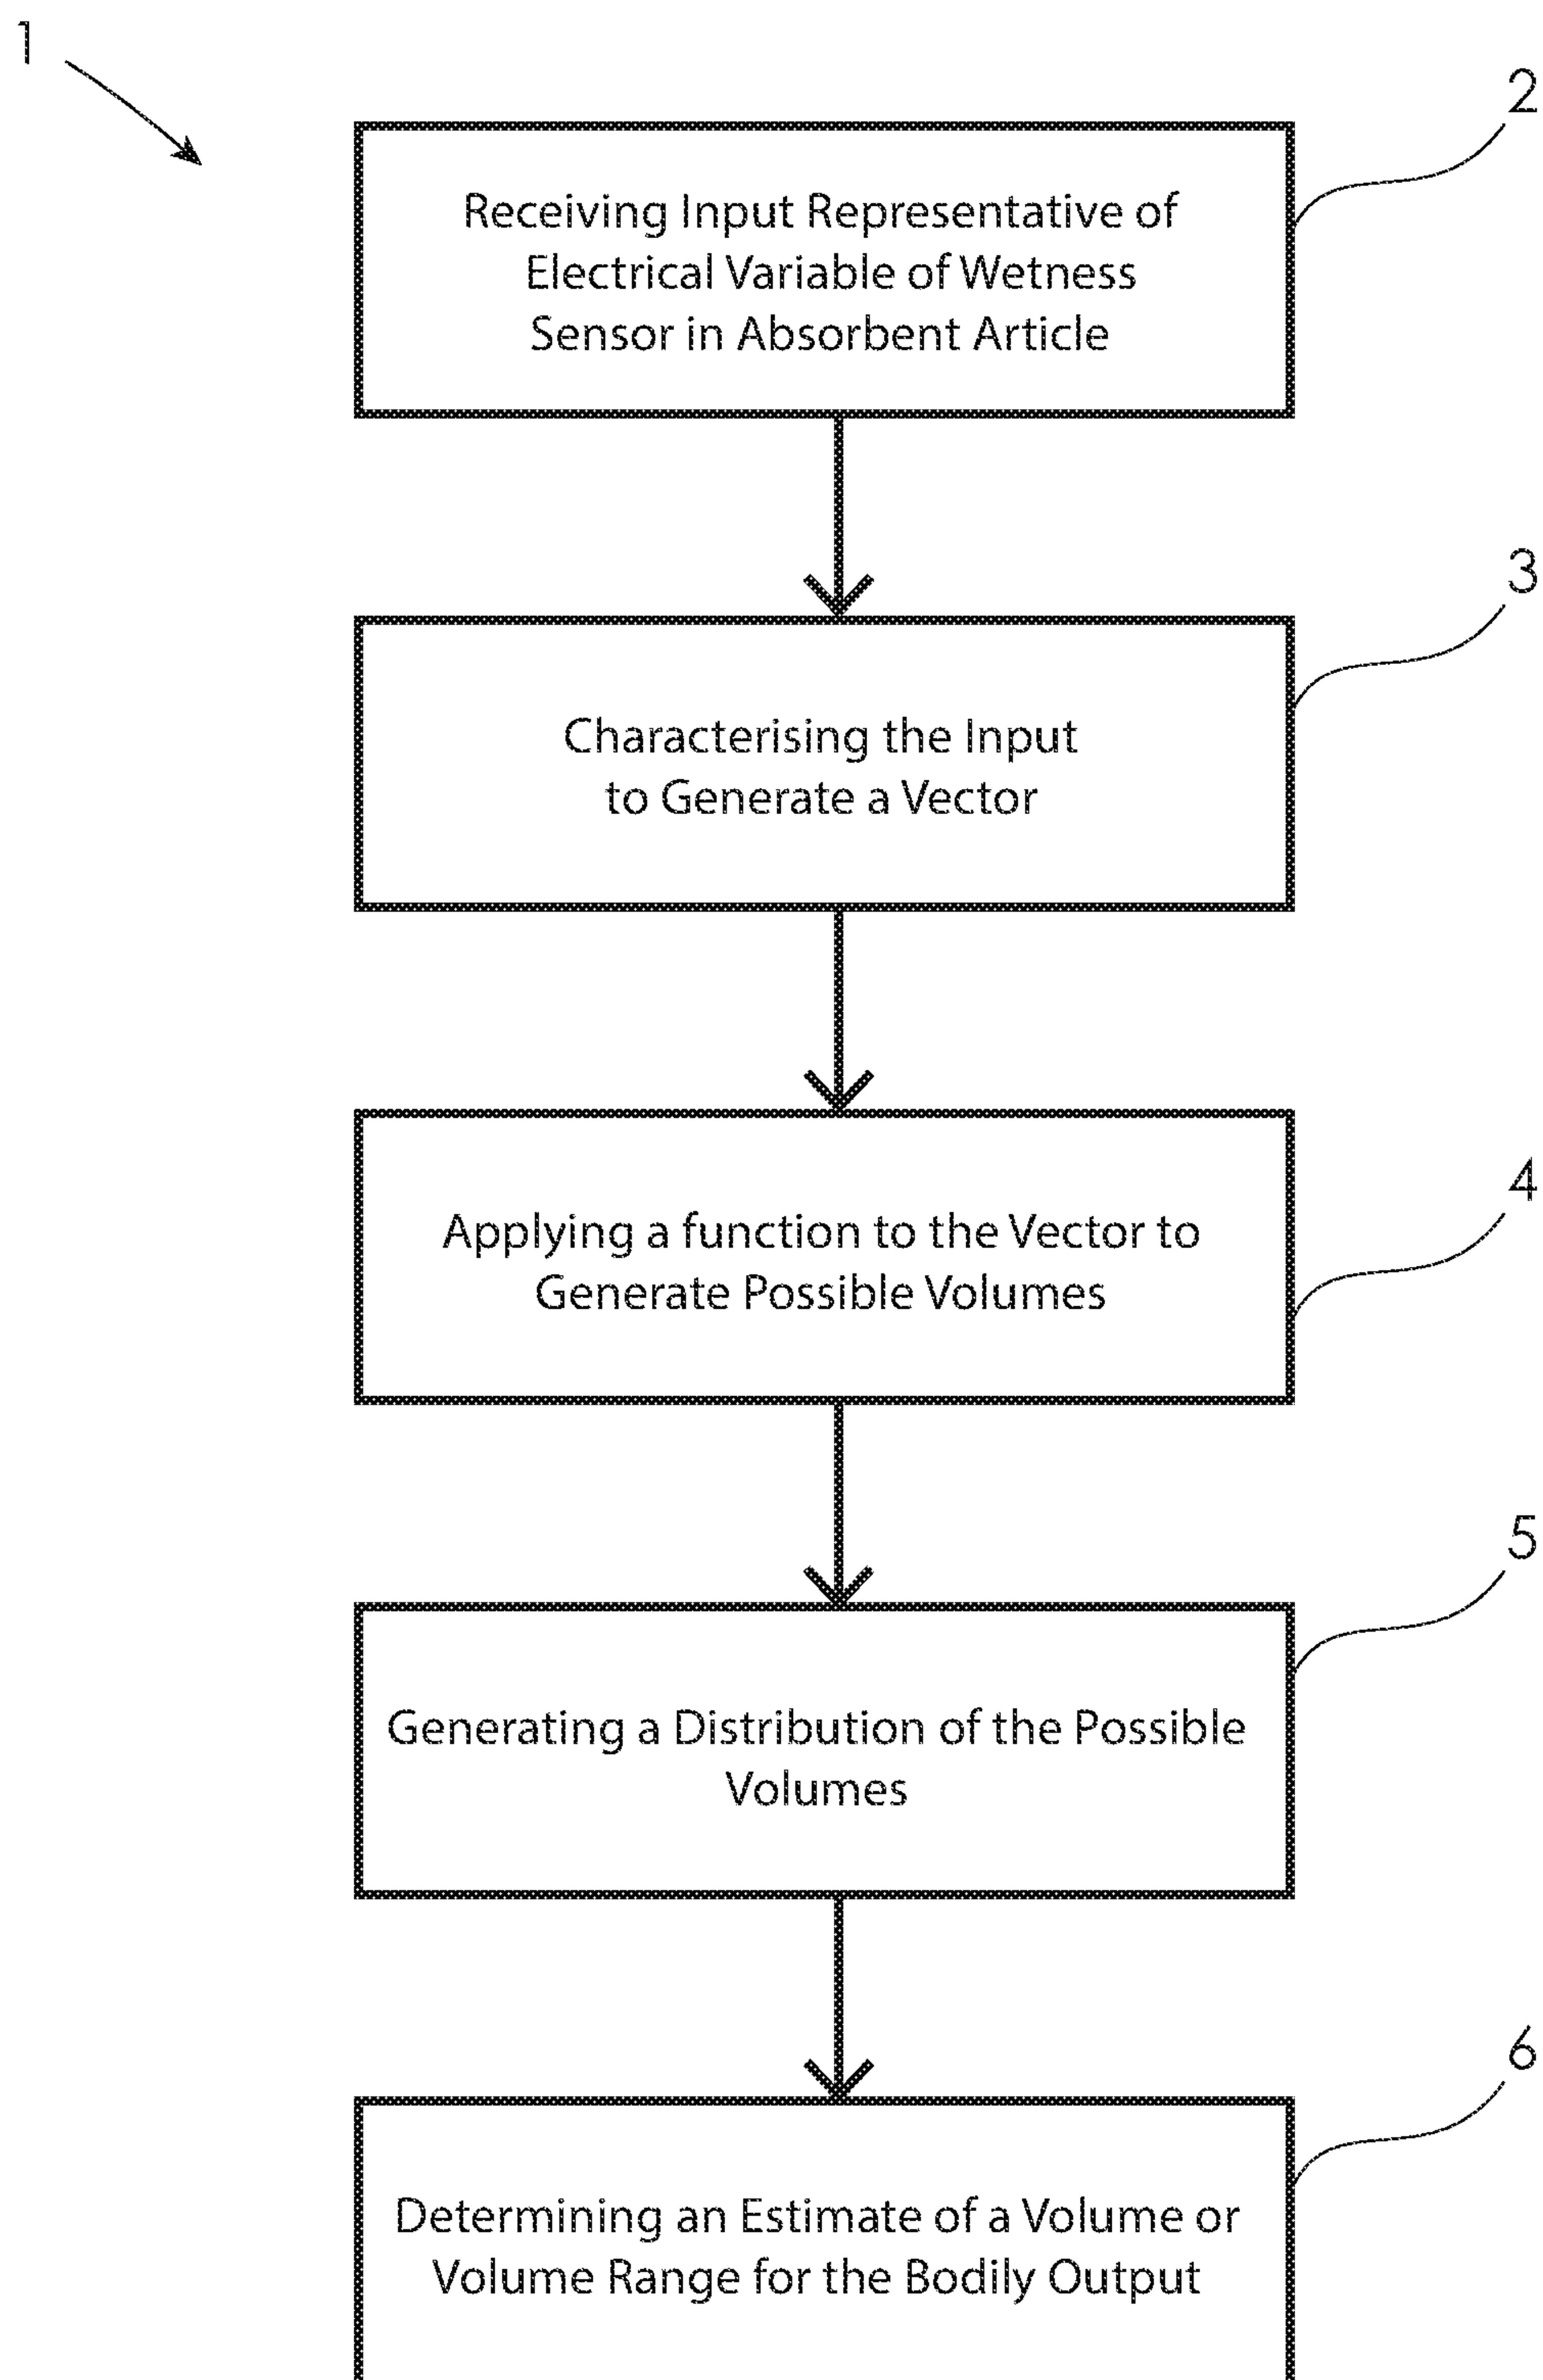 1
2
Receiving Input Representative of
Electrical Variable of Wetness
Sensor in Absorbent Article
3
Characterising the Input
to Generate a Vector
4
Applying a function to the Vector to
Generate Possible Volumes
5
Generating a Distribution of the Possible
Volumes
6
Determining an Estimate of a Volume or
Volume Range for the Bodily Output